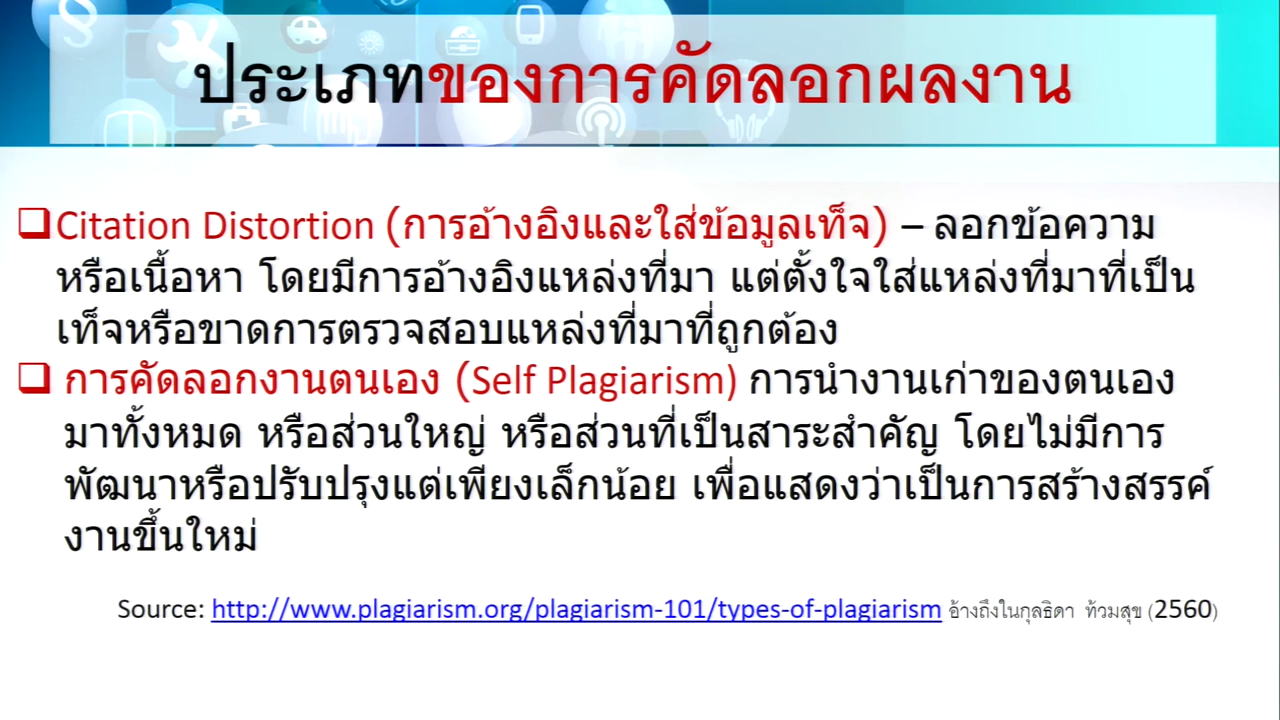 ประเภทของการคัดลอกผลงาน
Citation Distortion (การอ้างอิงและใส่ข้อมูลเท็จ) – ลอกข้อความ
หรือเนื้อหา โดยมีการอ้างอิงแหล่งที่มา แต่ตั้งใจใส่แหล่งที่มาที่เป็น
เท็จหรือขาดการตรวจสอบแหล่งที่มาที่ถูกต้อง
การคัดลอกงานตนเอง (Self Plagiarism) การนำงานเก่าของตนเอง
มาทั้งหมด หรือส่วนใหญ่ หรือส่วนที่เป็นสาระสำคัญ โดยไม่มีการ
พัฒนาหรือปรับปรุงแต่เพียงเล็กน้อย เพื่อแสดงว่าเป็นการสร้างสรรค์
งานขึ้นใหม่
Source: http://www.plagiarism.org/plagiarism-101/types-of-plagiarism อ้างถึงในกุลธิดา ท้วมสุข (2560)